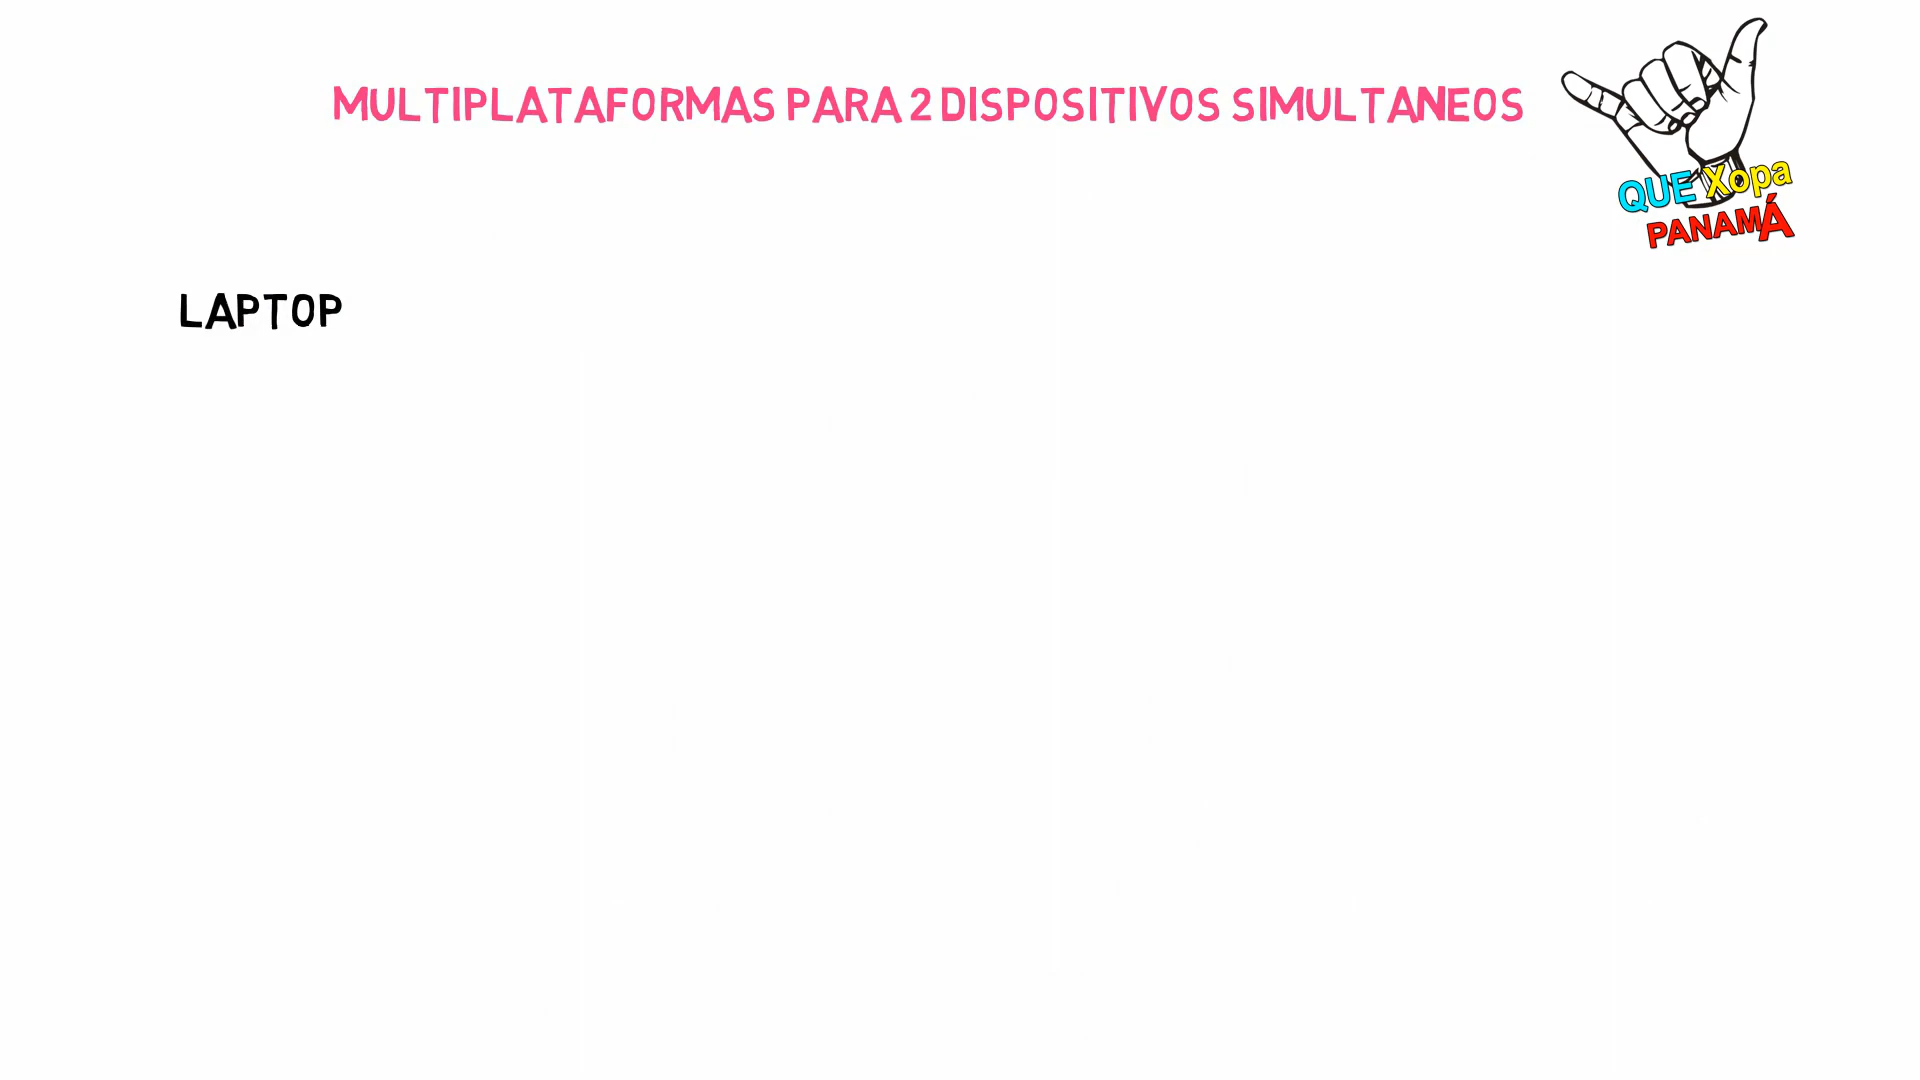 MULTIPLATAFORMAS PARA 2 DISPOSITIVOS SIMULTANEOS
QUE Xopa
PANAMÁ
LAPTOP